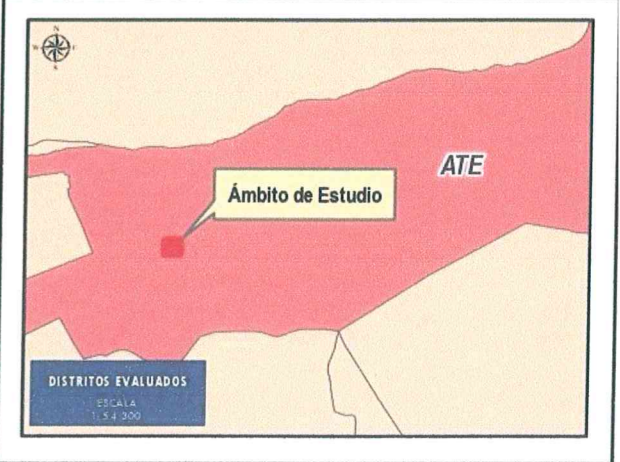 N
ATE
Ámbito de Estudio
DISTRITOS EVALUADOS
ESCALA
1:54 300